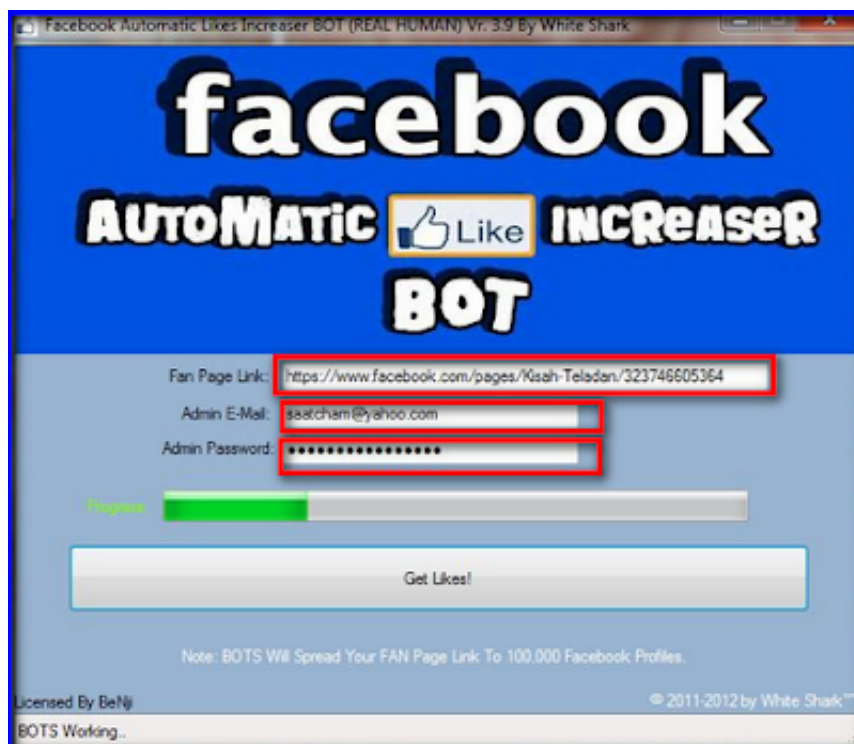 Facebook Automatic Likes Increaser BOT (REAL HUMAN) Vr. 3.9 By White Shark
facebook
AUTOMATiC Like INCReaSeR
BOT
Fan Page Link: https://www.facebook.com/pages/Kisah-Teladan/323746605364
Admin E-Mail: saatcham@yahoo.com
Admin Password: ●●●●●●●●●●●●●●●●
Progress
Get Likes!
Note: BOTS Will Spread Your FAN Page Link To 100,000 Facebook Profiles.
Licensed By BeNji © 2011-2012 by White Shark™
BOTS Working..